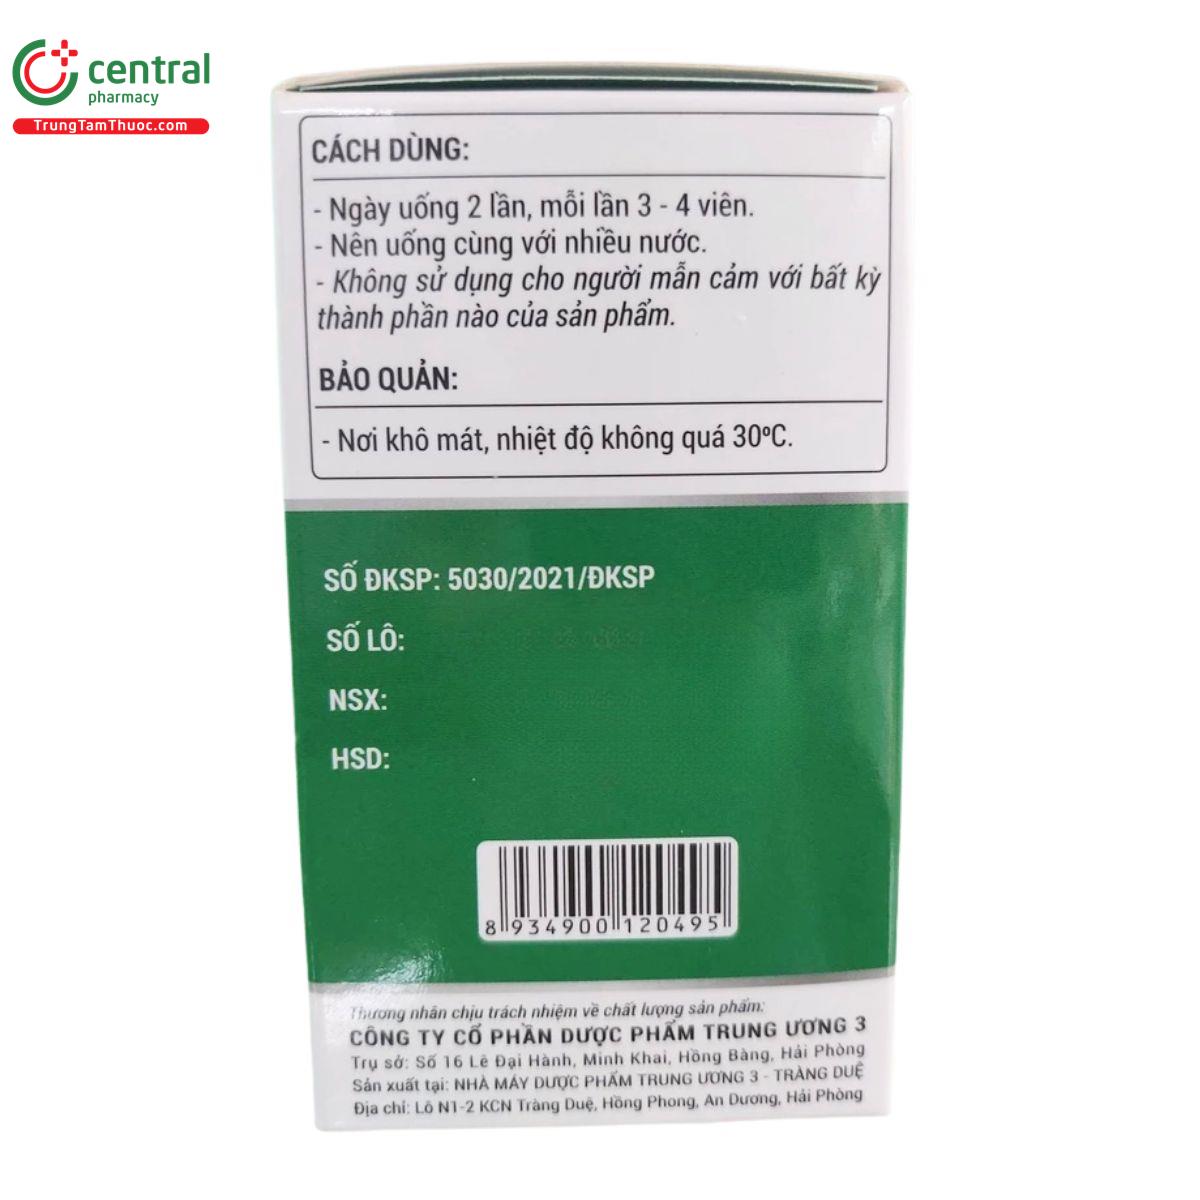 central
pharmacy
TrungTamThuoc.com
CÁCH DÙNG:
- Ngày uống 2 lần, mỗi lần 3 - 4 viên.
- Nên uống cùng với nhiều nước.
- Không sử dụng cho người mẫn cảm với bất kỳ
thành phần nào của sản phẩm.
BẢO QUẢN:
- Nơi khô mát, nhiệt độ không quá 30ºC.
SỐ ĐKSP: 5030/2021/ĐKSP
SỐ LÔ:
NSX:
HSD:
8 934900 120495
Thương nhân chịu trách nhiệm về chất lượng sản phẩm:
CÔNG TY CỔ PHẦN DƯỢC PHẨM TRUNG ƯƠNG 3
Trụ sở: Số 16 Lê Đại Hành, Minh Khai, Hồng Bàng, Hải Phòng
Sản xuất tại: NHÀ MÁY DƯỢC PHẨM TRUNG ƯƠNG 3 - TRÀNG DUỆ
Địa chỉ: Lô N1-2 KCN Tràng Duệ, Hồng Phong, An Dương, Hải Phòng